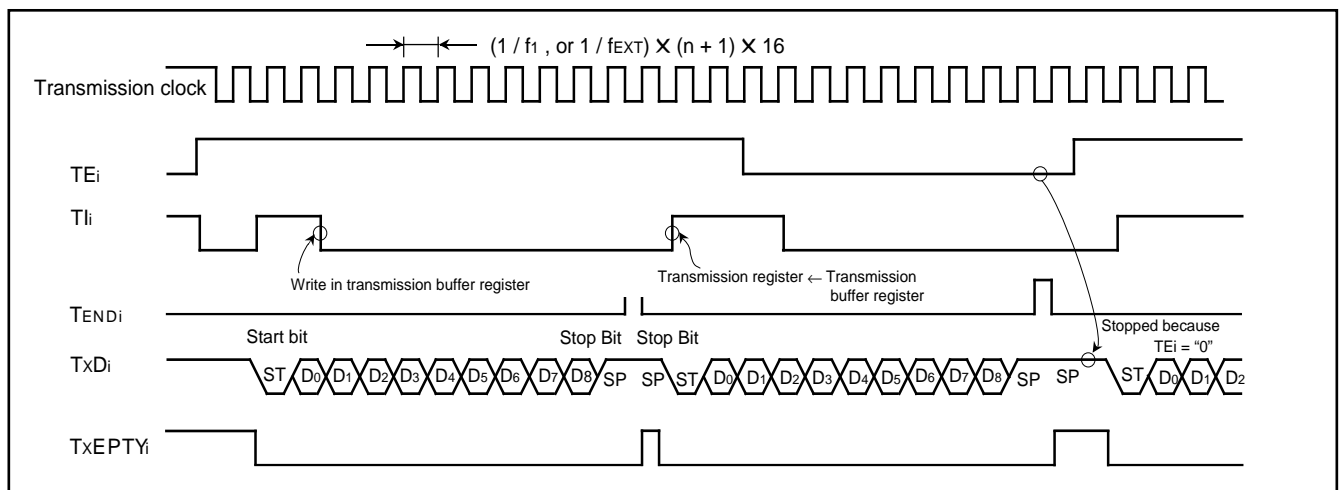 (1 / f1 , or 1 / fEXT) × (n + 1) × 16
Transmission clock
TEi
TIi
Write in transmission buffer register
Transmission register ← Transmission
buffer register
TENDi
Start bit
Stop Bit
Stop Bit
Stopped because
TEi = “0”
TXDi
ST D0 D1 D2 D3 D4 D5 D6 D7 D8 SP SP ST D0 D1 D2 D3 D4 D5 D6 D7 D8 SP SP ST D0 D1 D2
TXEPTYi